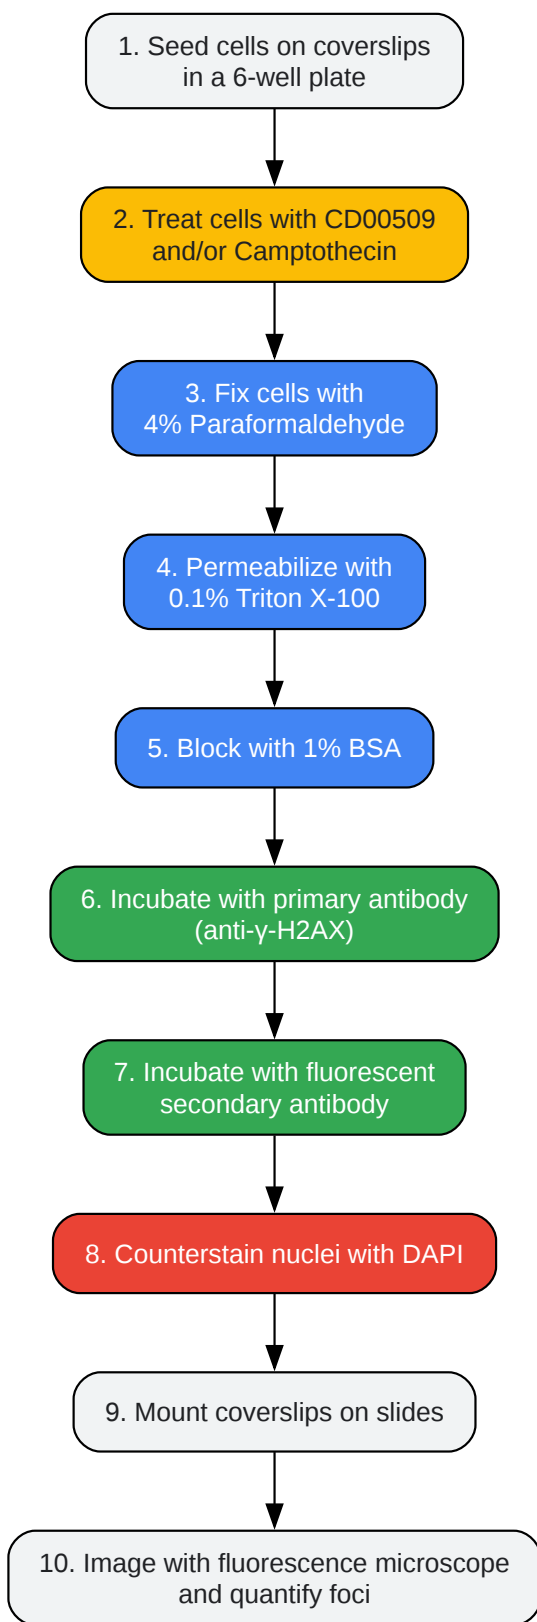 1. Seed cells on coverslips
in a 6-well plate
2. Treat cells with CD00509
and/or Camptothecin
3. Fix cells with
4% Paraformaldehyde
4. Permeabilize with
0.1% Triton X-100
5. Block with 1% BSA
6. Incubate with primary antibody
(anti-γ-H2AX)
7. Incubate with fluorescent
secondary antibody
8. Counterstain nuclei with DAPI
9. Mount coverslips on slides
10. Image with fluorescence microscope
and quantify foci